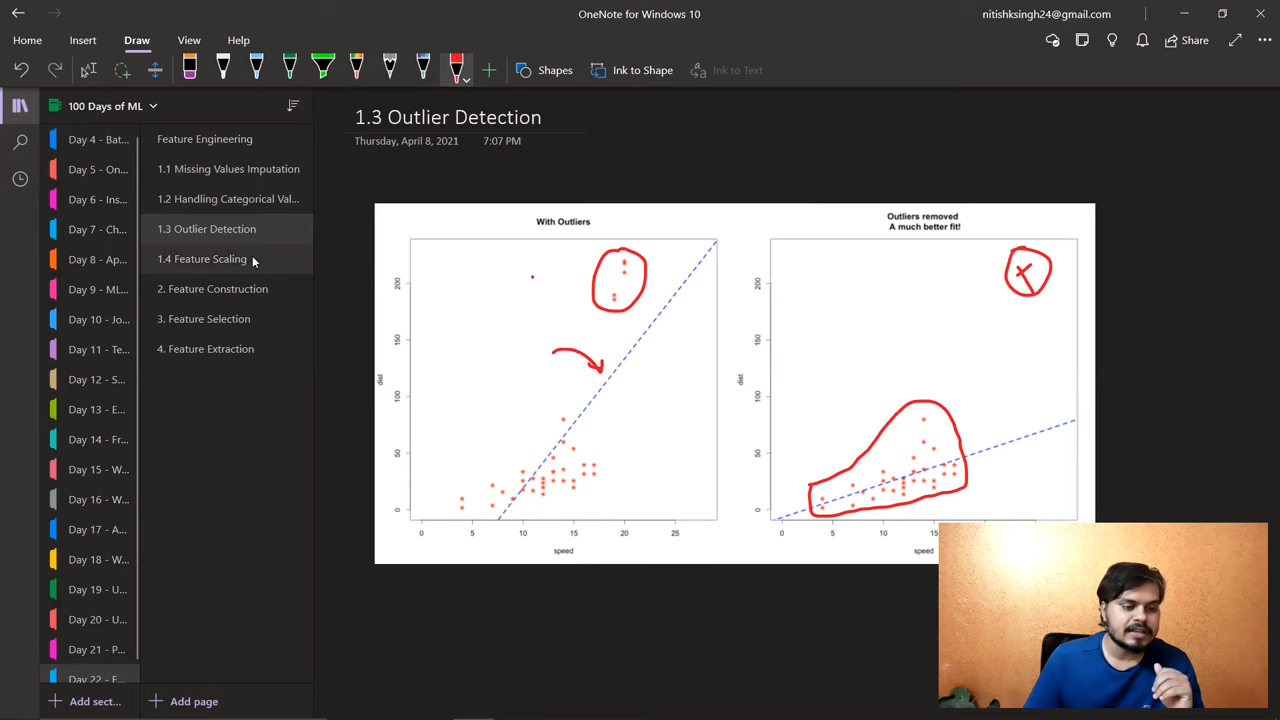 OneNote for Windows 10
nitishksingh24@gmail.com
Home
Insert
Draw
View
Help
Share
Shapes
Ink to Shape
Ink to Text
100 Days of ML
Day 4 - Bat...
Day 5 - On...
Day 6 - Ins...
Day 7 - Ch...
Day 8 - Ap...
Day 9 - ML...
Day 10 - Jo...
Day 11 - Te...
Day 12 - S...
Day 13 - E...
Day 14 - Fr...
Day 15 - W...
Day 16 - W...
Day 17 - A...
Day 18 - W...
Day 19 - U...
Day 20 - U...
Day 21 - P...
Day 22 - F...
Add sect...
Feature Engineering
1.1 Missing Values Imputation
1.2 Handling Categorical Val...
1.3 Outlier Detection
1.4 Feature Scaling
2. Feature Construction
3. Feature Selection
4. Feature Extraction
Add page
1.3 Outlier Detection
Thursday, April 8, 2021 7:07 PM
With Outliers
dist
200
150
100
50
0
0 5 10 15 20 25
speed
Outliers removed
A much better fit!
dist
200
150
100
50
0
0 5 10 15
speed